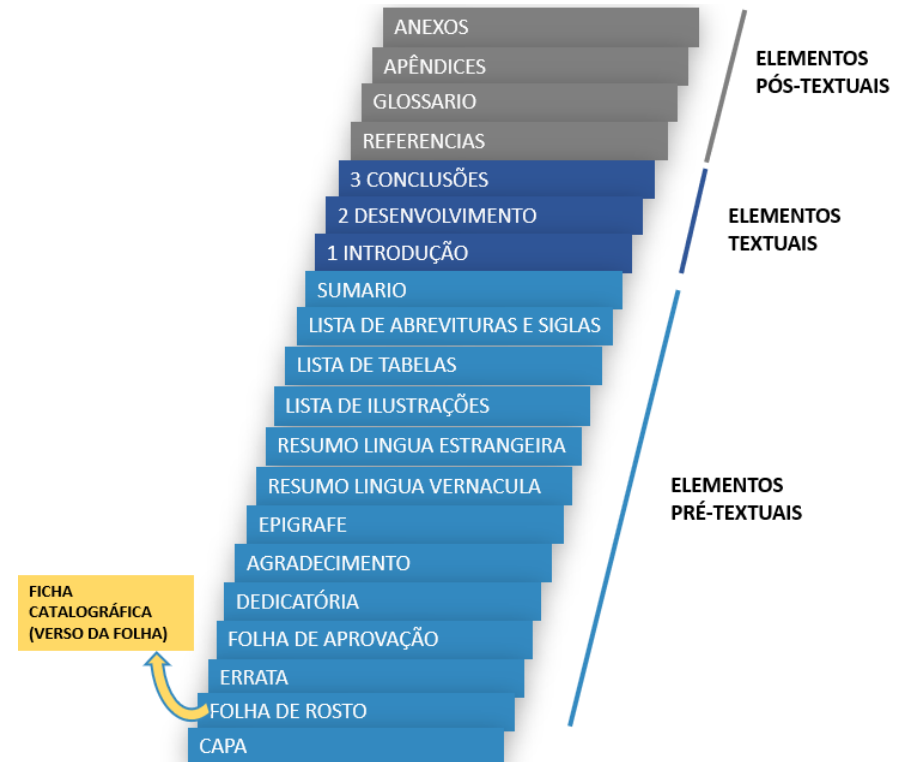 ANEXOS
APÊNDICES
GLOSSARIO
REFERENCIAS
ELEMENTOS
PÓS-TEXTUAIS
3 CONCLUSÕES
2 DESENVOLVIMENTO
1 INTRODUÇÃO
ELEMENTOS
TEXTUAIS
SUMARIO
LISTA DE ABREVITURAS E SIGLAS
LISTA DE TABELAS
LISTA DE ILUSTRAÇÕES
RESUMO LINGUA ESTRANGEIRA
RESUMO LINGUA VERNACULA
EPIGRAFE
AGRADECIMENTO
DEDICATÓRIA
FOLHA DE APROVAÇÃO
ERRATA
FOLHA DE ROSTO
CAPA
ELEMENTOS
PRÉ-TEXTUAIS
FICHA
CATALOGRÁFICA
(VERSO DA FOLHA)